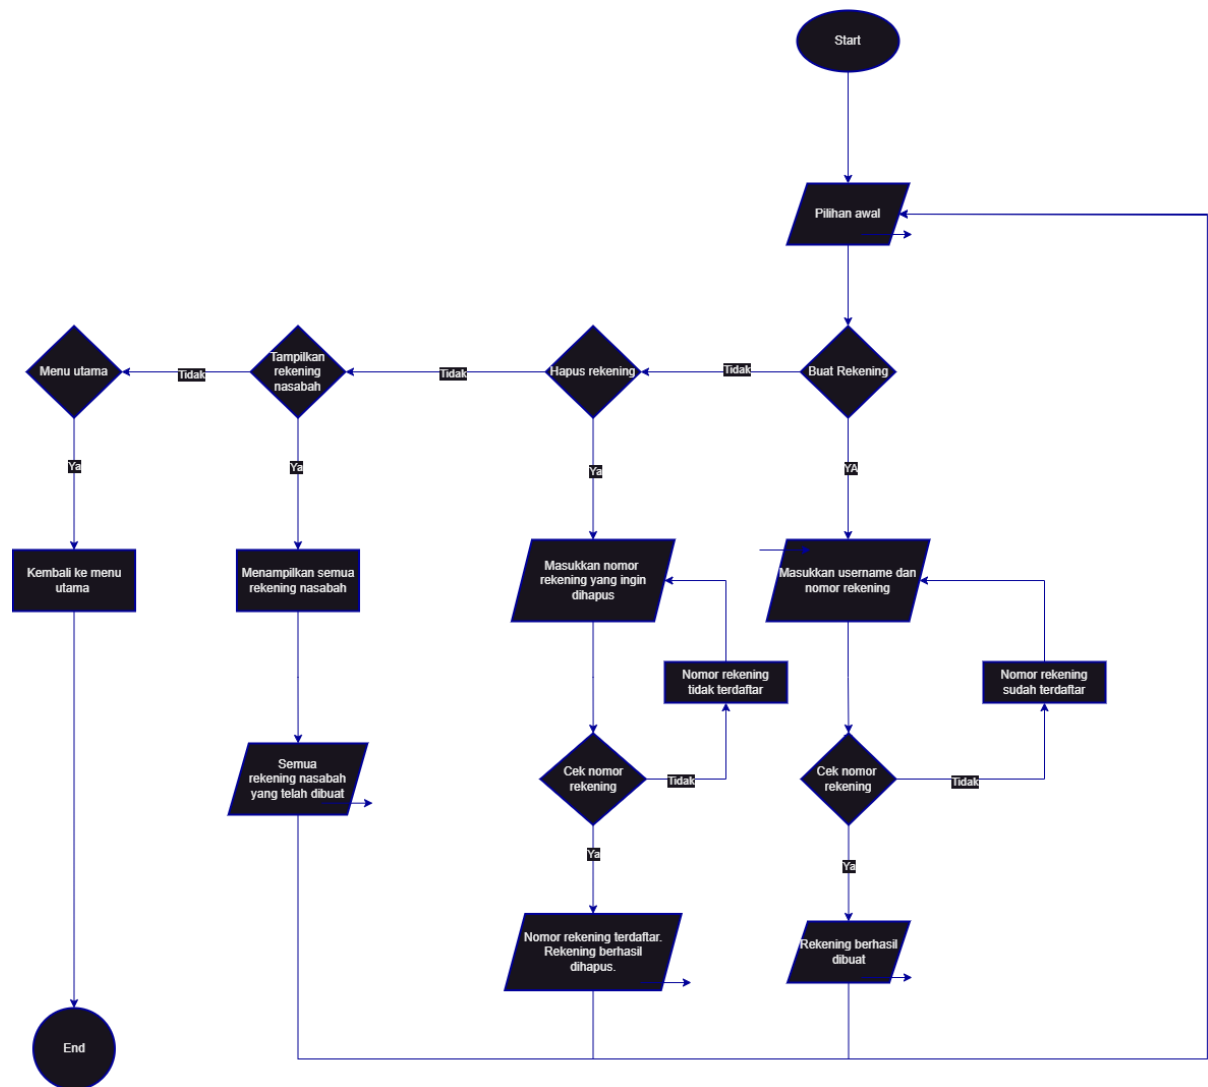 Start
Pilihan awal
Menu utama
Tidak
Tampilkan
rekening
nasabah
Tidak
Hapus rekening
Tidak
Buat Rekening
Ya
Ya
Ya
YA
Kembali ke menu
utama
Menampilkan semua
rekening nasabah
Masukkan nomor
rekening yang ingin
dihapus
Masukkan username dan
nomor rekening
Nomor rekening
tidak terdaftar
Nomor rekening
sudah terdaftar
Semua
rekening nasabah
yang telah dibuat
Cek nomor
rekening
Tidak
Cek nomor
rekening
Tidak
Ya
Ya
Nomor rekening terdaftar.
Rekening berhasil
dihapus.
Rekening berhasil
dibuat
End